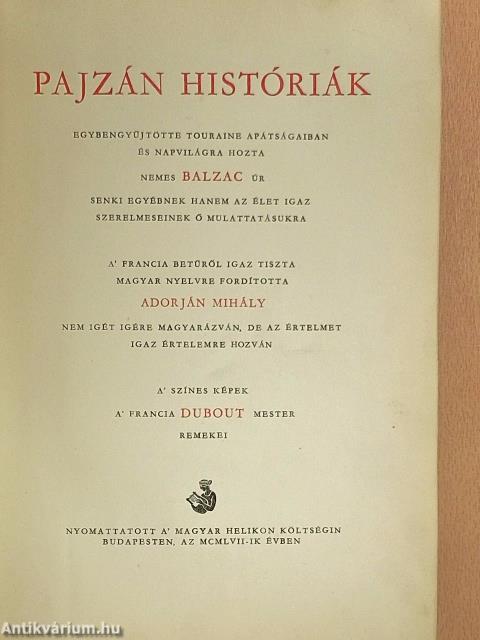 PAJZÁN HISTÓRIÁK
EGYBENGYŰJTÖTTE TOURAINE APÁTSÁGAIBAN
ÉS NAPVILÁGRA HOZTA
NEMES BALZAC ÚR
SENKI EGYÉBNEK HANEM AZ ÉLET IGAZ
SZERELMESEINEK Ő MULATTATÁSUKRA
A' FRANCIA BETŰRŐL IGAZ TISZTA
MAGYAR NYELVRE FORDÍTOTTA
ADORJÁN MIHÁLY
NEM IGÉT IGÉRE MAGYARÁZVÁN, DE AZ ÉRTELMET
IGAZ ÉRTELEMRE HOZVÁN
A' SZÍNES KÉPEK
A' FRANCIA DUBOUT MESTER
REMEKEI
NYOMATTATOTT A' MAGYAR HELIKON KÖLTSÉGIN
BUDAPESTEN, AZ MCMLVII-IK ÉVBEN
Antikvárium.hu